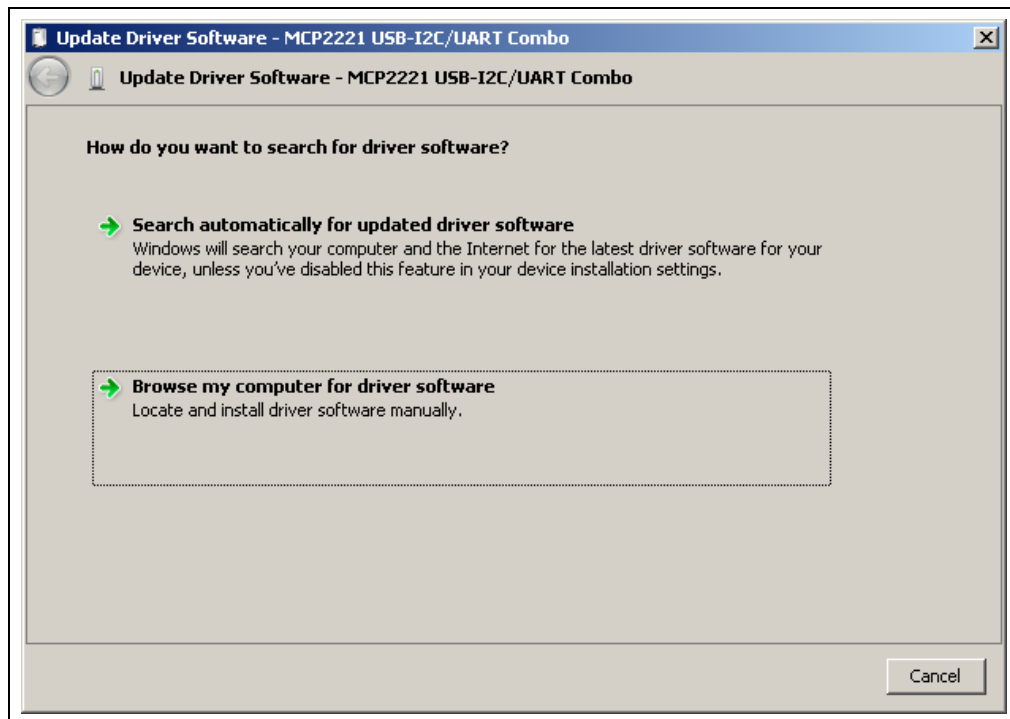 Update Driver Software - MCP2221 USB-I2C/UART Combo
Update Driver Software - MCP2221 USB-I2C/UART Combo
How do you want to search for driver software?
Search automatically for updated driver software
Windows will search your computer and the Internet for the latest driver software for your
device, unless you've disabled this feature in your device installation settings.
Browse my computer for driver software
Locate and install driver software manually.
Cancel